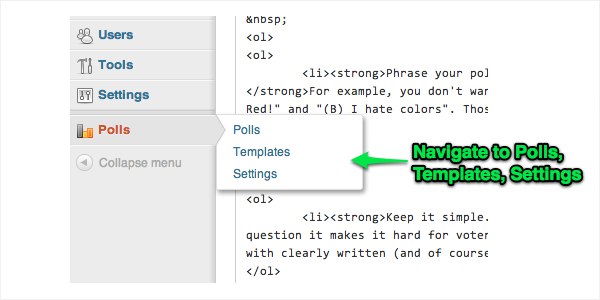 Users
Tools
Settings
Polls
Collapse menu
Polls
Templates
Settings
&nbsp;
<ol>
<ol>
<li><strong>Phrase your pol
</strong>For example, you don't wan
Red!" and "(B) I hate colors". Thos
<ol>
<li><strong>Keep it simple.
question it makes it hard for voter
with clearly written (and of course
</ol>
Navigate to Polls,
Templates, Settings